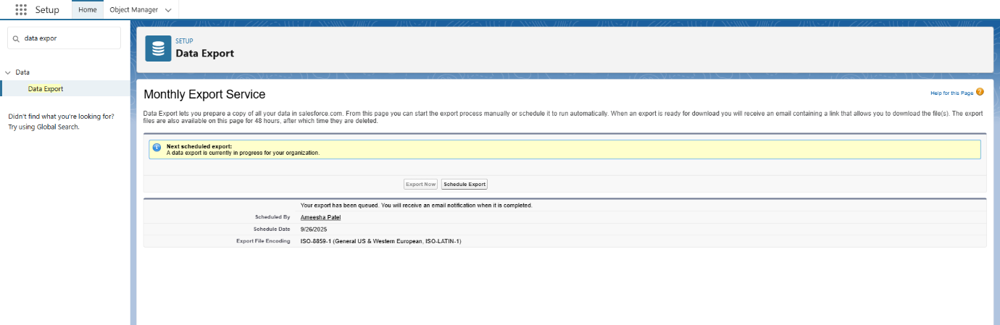 Setup
Home
Object Manager
data expor
Data
Data Export
Didn't find what you're looking for?
Try using Global Search.
SETUP
Data Export
Monthly Export Service
Help for this Page
Data Export lets you prepare a copy of all your data in salesforce.com. From this page you can start the export process manually or schedule it to run automatically. When an export is ready for download you will receive an email containing a link that allows you to download the file(s). The export
files are also available on this page for 48 hours, after which time they are deleted.
Next scheduled export:
A data export is currently in progress for your organization.
Export Now
Schedule Export
Your export has been queued. You will receive an email notification when it is completed.
Scheduled By Ameesha Patel
Schedule Date 9/26/2025
Export File Encoding ISO-8859-1 (General US & Western European, ISO-LATIN-1)